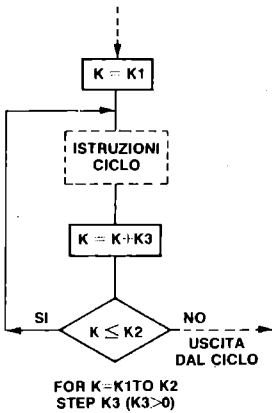 K = K1
ISTRUZIONI
CICLO
K = K+K3
SI
K ≤ K2
NO
USCITA
DAL CICLO
FOR K=K1TO K2
STEP K3 (K3>0)